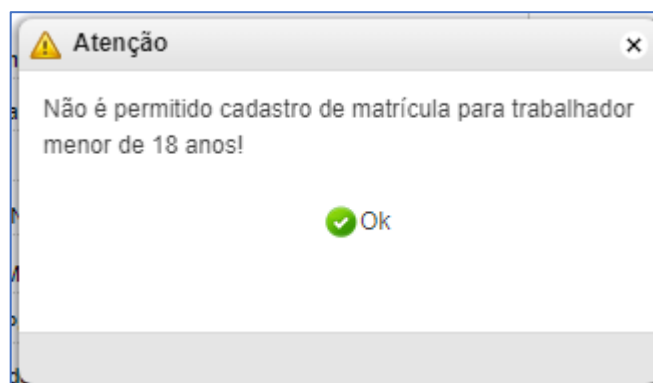 Atenção
Não é permitido cadastro de matrícula para trabalhador
menor de 18 anos!
Ok